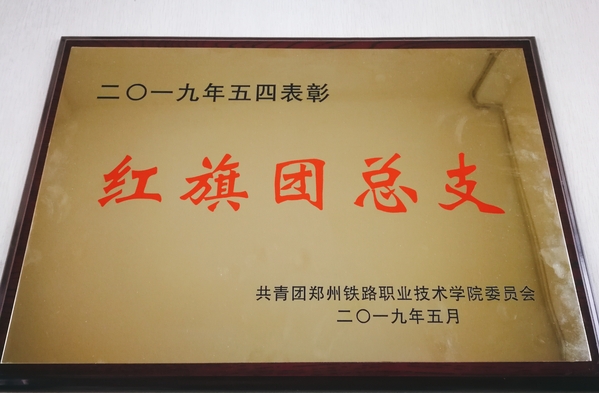 二〇一九年五四表彰
红旗团总支
共青团郑州铁路职业技术学院委员会
二〇一九年五月